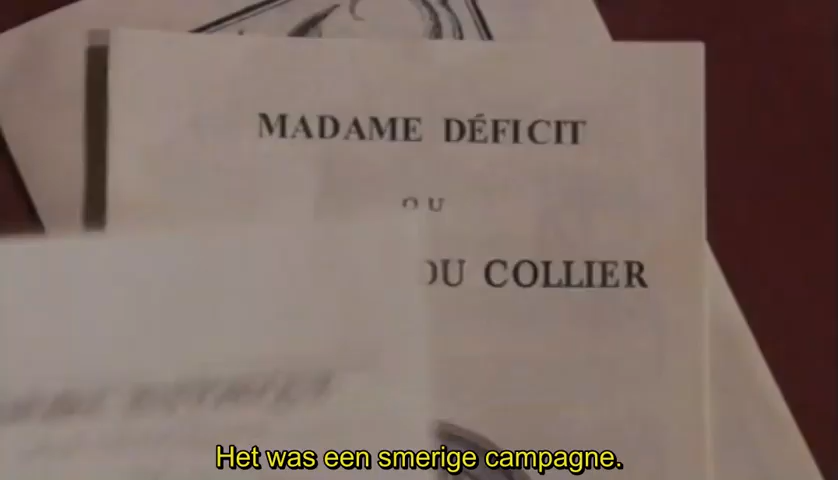 MADAME DÉFICIT
OU
DU COLLIER
Het was een smerige campagne.